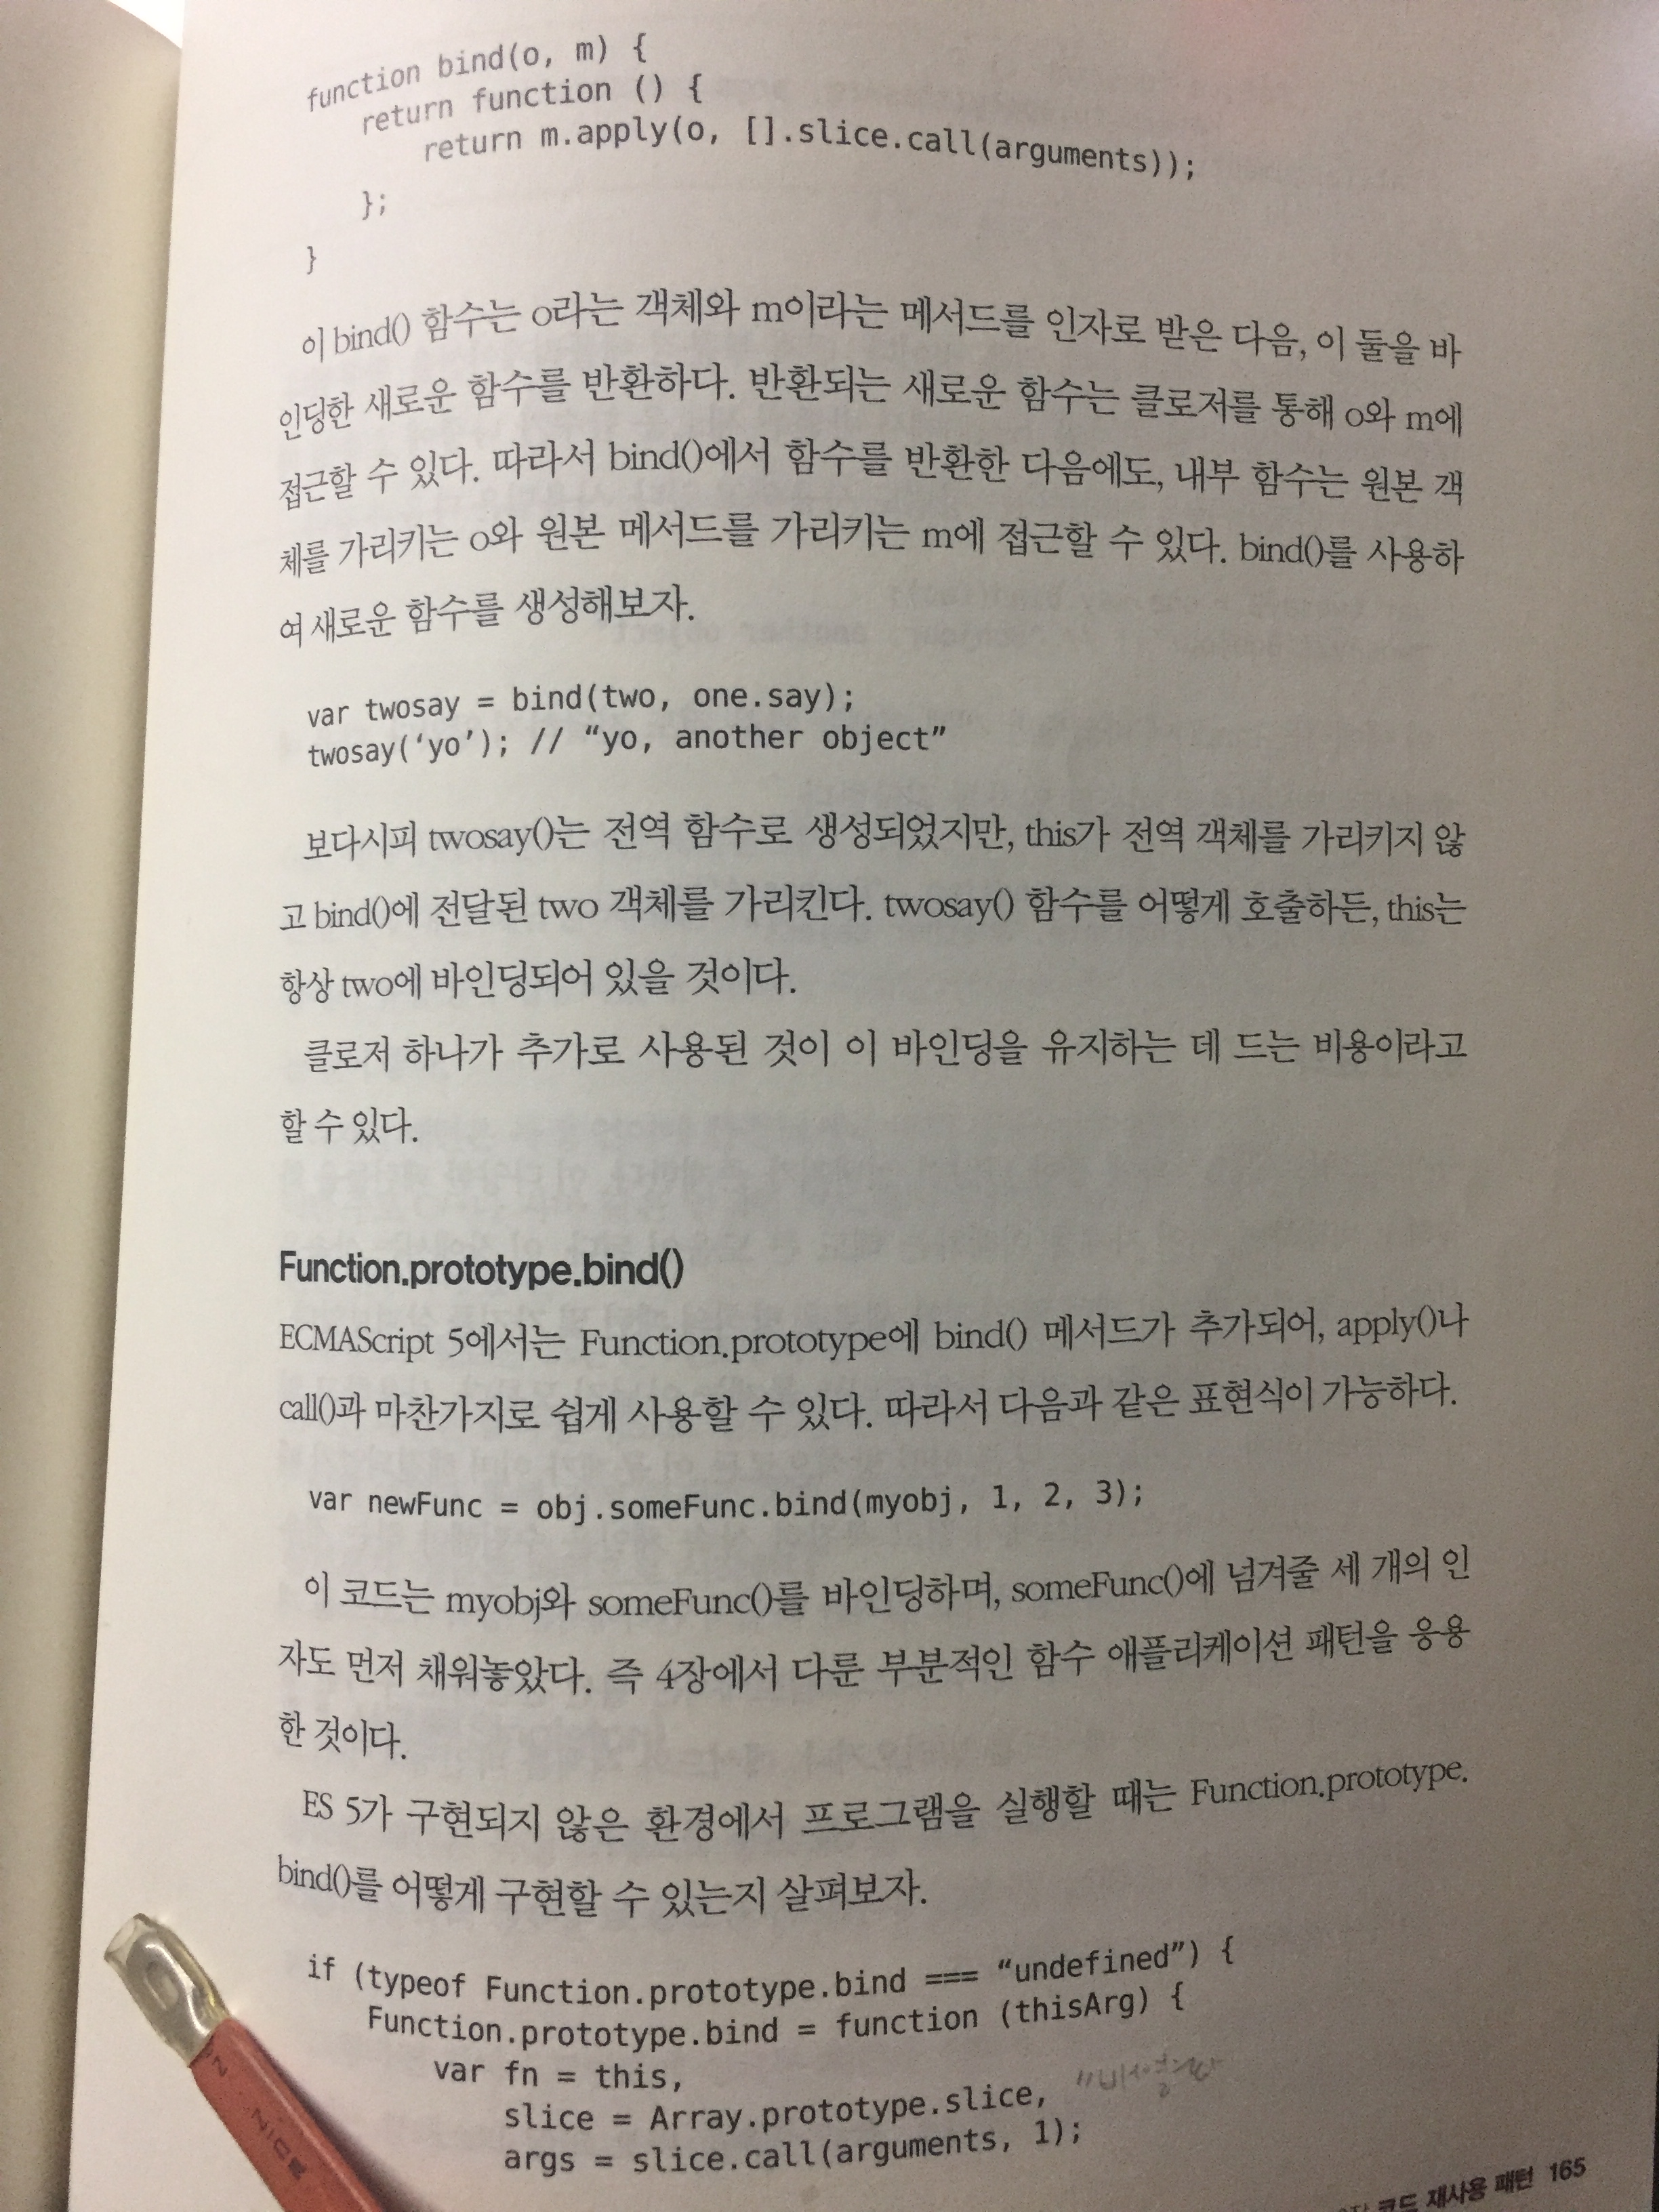 function bind(o, m) {
    return function () {
        return m.apply(o, [].slice.call(arguments));
    };
}
이 bind() 함수는 o라는 객체와 m이라는 메서드를 인자로 받은 다음, 이 둘을 바
인딩한 새로운 함수를 반환하다. 반환되는 새로운 함수는 클로저를 통해 o와 m에
접근할 수 있다. 따라서 bind()에서 함수를 반환한 다음에도, 내부 함수는 원본 객
체를 가리키는 o와 원본 메서드를 가리키는 m에 접근할 수 있다. bind()를 사용하
여 새로운 함수를 생성해보자.
var twosay = bind(two, one.say);
twosay(‘yo’); // “yo, another object”
보다시피 twosay()는 전역 함수로 생성되었지만, this가 전역 객체를 가리키지 않
고 bind()에 전달된 two 객체를 가리킨다. twosay() 함수를 어떻게 호출하든, this는
항상 two에 바인딩되어 있을 것이다.
클로저 하나가 추가로 사용된 것이 이 바인딩을 유지하는 데 드는 비용이라고
할 수 있다.
Function.prototype.bind()
ECMAScript 5에서는 Function.prototype에 bind() 메서드가 추가되어, apply()나
call()과 마찬가지로 쉽게 사용할 수 있다. 따라서 다음과 같은 표현식이 가능하다.
var newFunc = obj.someFunc.bind(myobj, 1, 2, 3);
이 코드는 myobj와 someFunc()를 바인딩하며, someFunc()에 넘겨줄 세 개의 인
자도 먼저 채워놓았다. 즉 4장에서 다룬 부분적인 함수 애플리케이션 패턴을 응용
한 것이다.
ES 5가 구현되지 않은 환경에서 프로그램을 실행할 때는 Function.prototype.
bind()를 어떻게 구현할 수 있는지 살펴보자.
if (typeof Function.prototype.bind === “undefined”) {
    Function.prototype.bind = function (thisArg) {
        var fn = this,
            slice = Array.prototype.slice,
            args = slice.call(arguments, 1);
코드 재사용 패턴 165